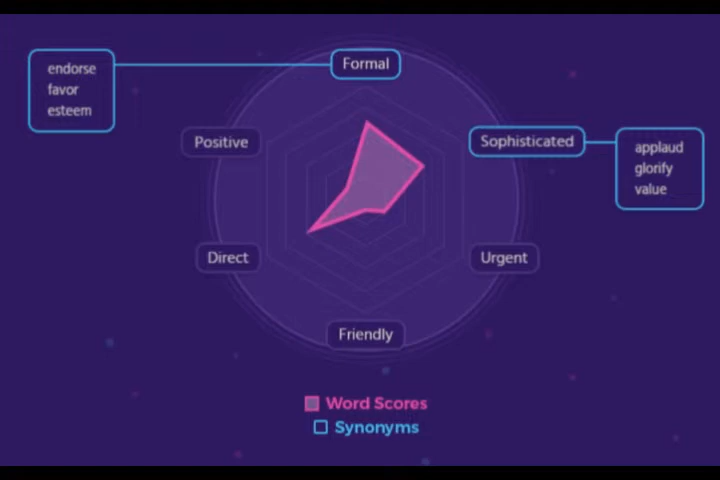 Formal
endorse
favor
esteem
Positive
Sophisticated
applaud
glorify
value
Direct
Urgent
Friendly
Word Scores
Synonyms